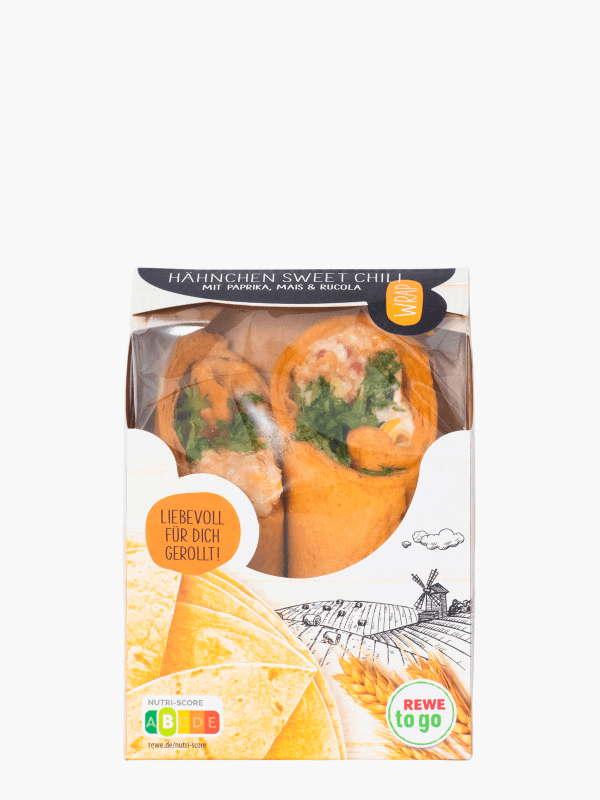 HÄHNCHEN SWEET CHILI
MIT PAPRIKA, MAIS & RUCOLA
WRAP
LIEBEVOLL
FÜR DICH
GEROLLT!
NUTRI-SCORE
ABCDE
rewe.de/nutri-score
REWE
to go